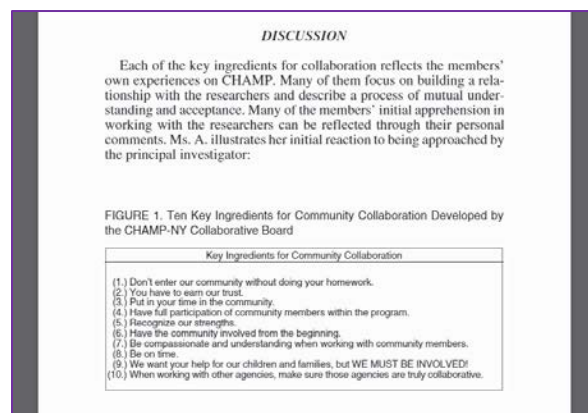 DISCUSSION
Each of the key ingredients for collaboration reflects the members'
own experiences on CHAMP. Many of them focus on building a rela-
tionship with the researchers and describe a process of mutual under-
standing and acceptance. Many of the members' initial apprehension in
working with the researchers can be reflected through their personal
comments. Ms. A. illustrates her initial reaction to being approached by
the principal investigator:
FIGURE 1. Ten Key Ingredients for Community Collaboration Developed by
the CHAMP-NY Collaborative Board
Key Ingredients for Community Collaboration
(1.) Don't enter our community without doing your homework.
(2.) You have to earn our trust.
(3.) Put in your time in the community.
(4.) Have full participation of community members within the program.
(5.) Recognize our strengths.
(6.) Have the community involved from the beginning.
(7.) Be compassionate and understanding when working with community members.
(8.) Be on time.
(9.) We want your help for our children and families, but WE MUST BE INVOLVED!
(10.) When working with other agencies, make sure those agencies are truly collaborative.